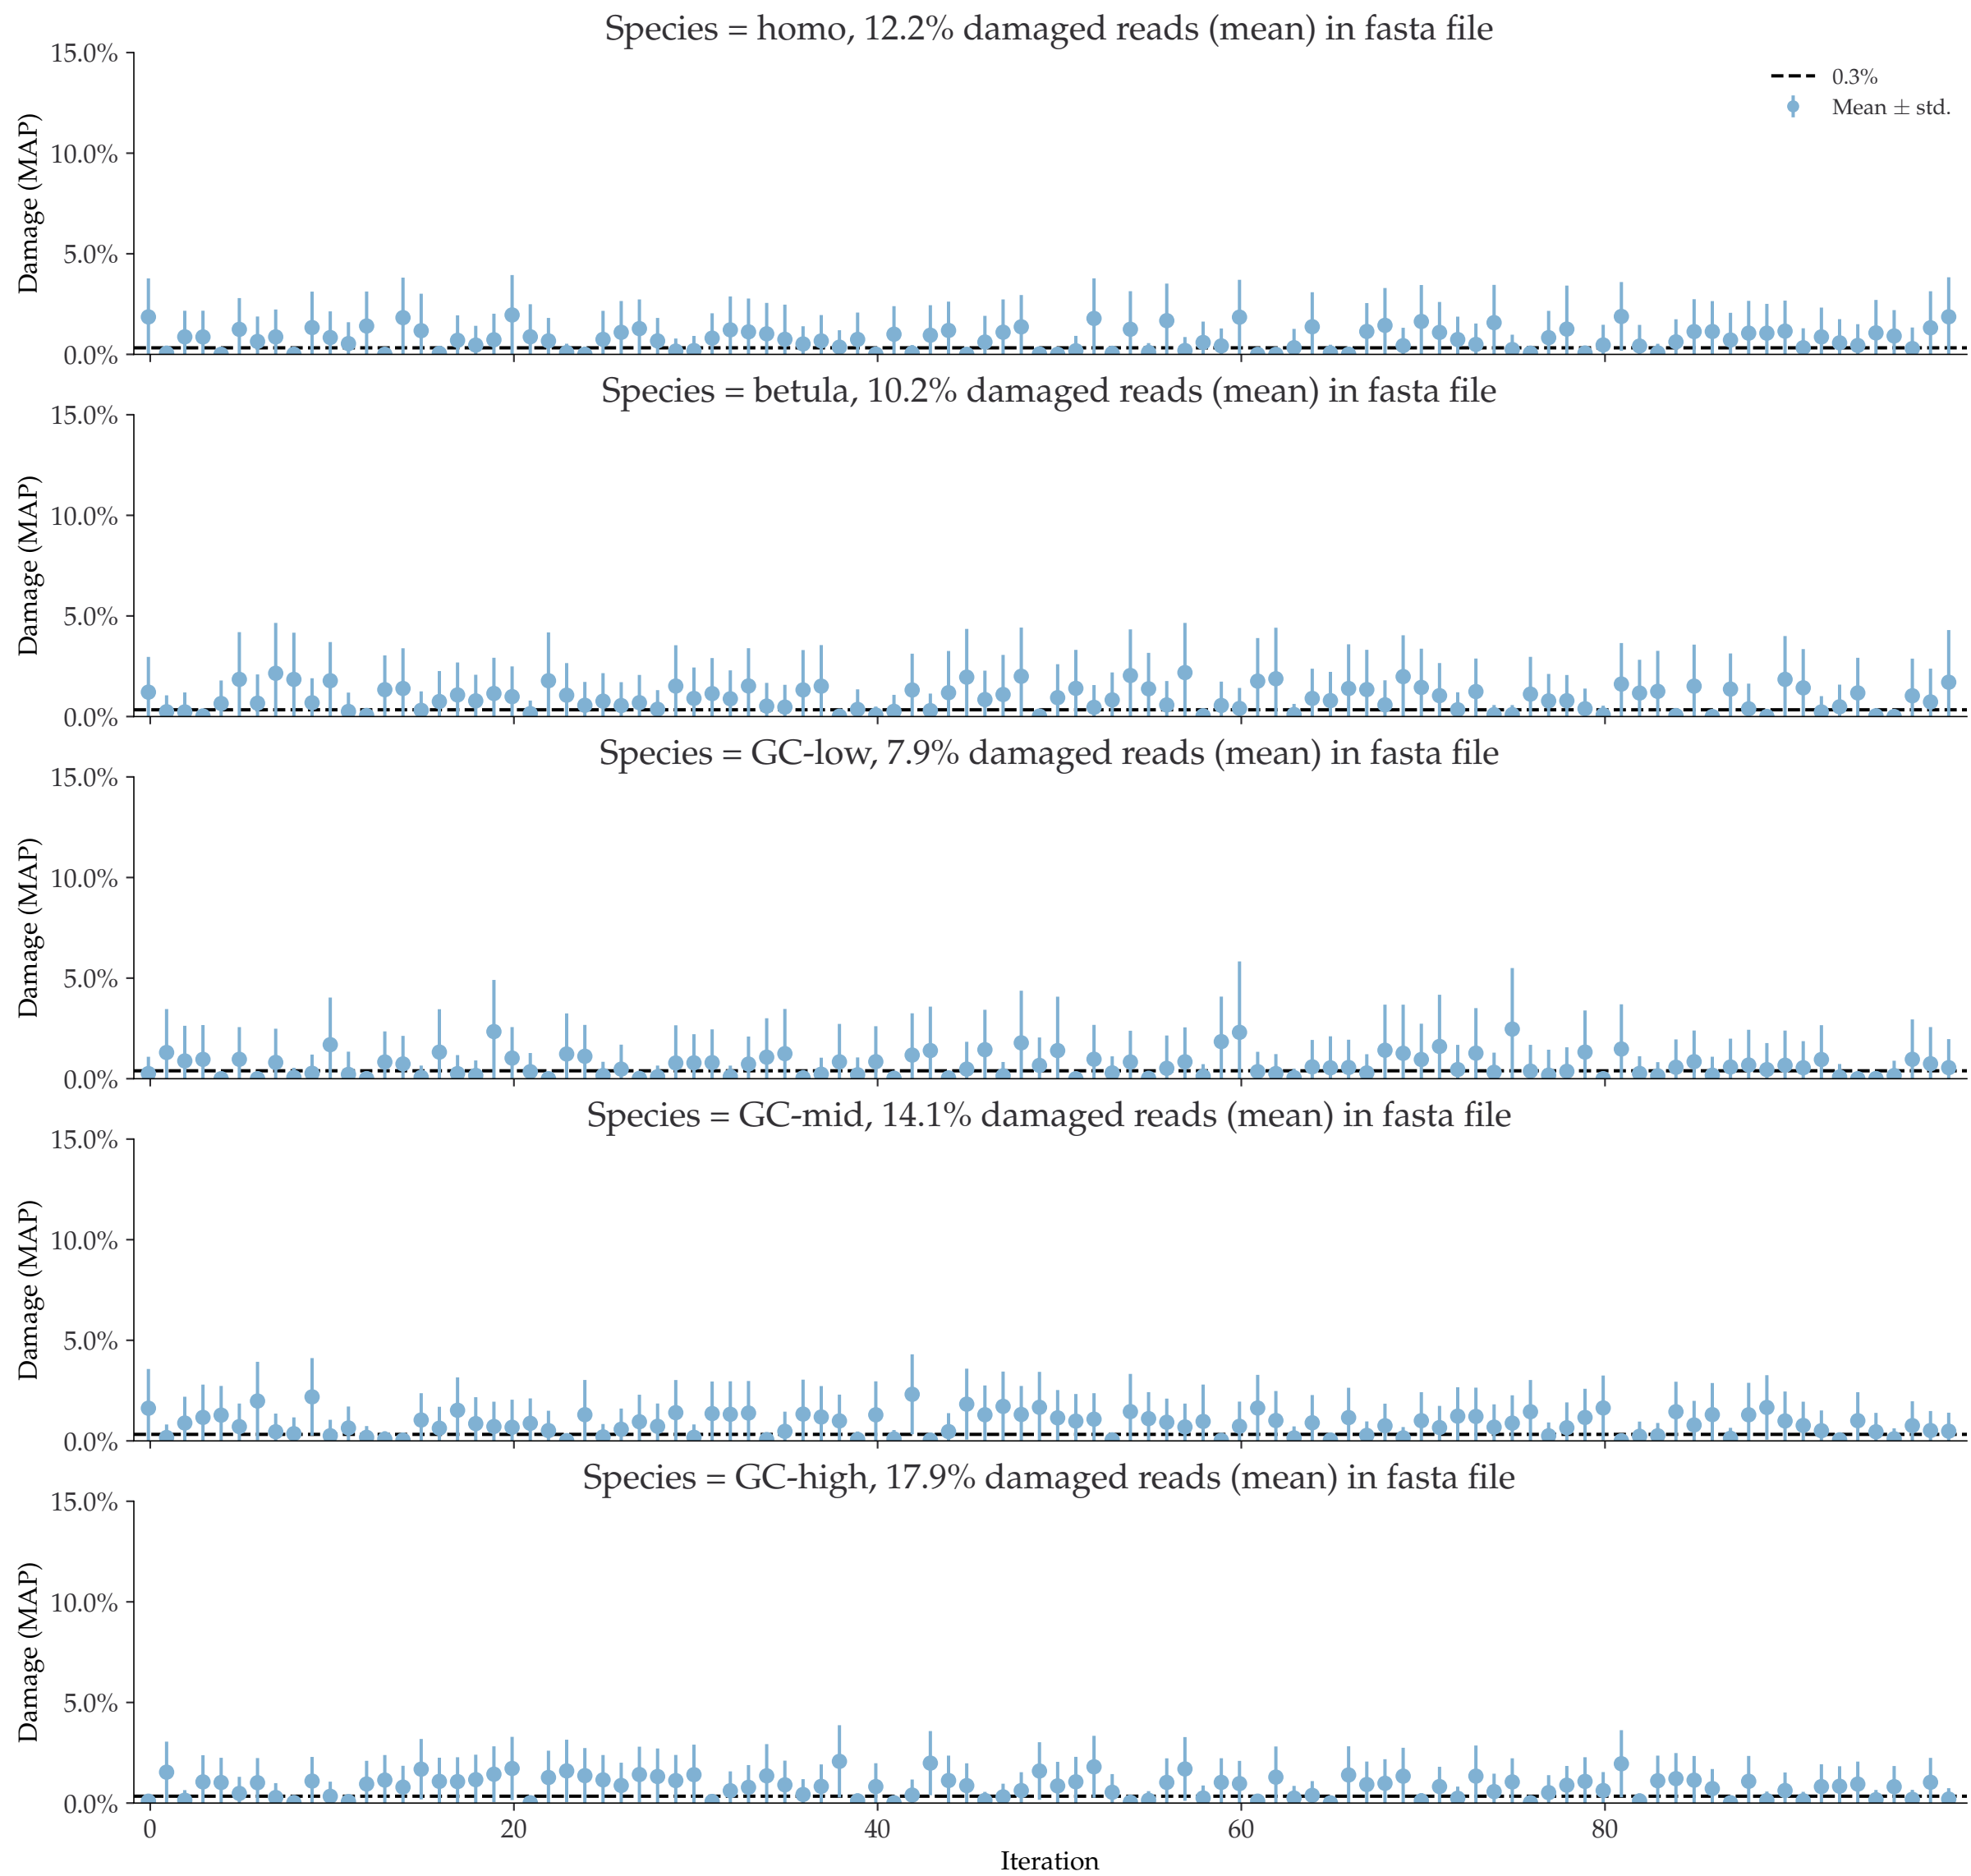 Species = homo, 12.2% damaged reads (mean) in fasta file
15.0%
10.0%
5.0%
0.0%
Damage (MAP)
0.3%
Mean ± std.
Species = betula, 10.2% damaged reads (mean) in fasta file
15.0%
10.0%
5.0%
0.0%
Damage (MAP)
Species = GC-low, 7.9% damaged reads (mean) in fasta file
15.0%
10.0%
5.0%
0.0%
Damage (MAP)
Species = GC-mid, 14.1% damaged reads (mean) in fasta file
15.0%
10.0%
5.0%
0.0%
Damage (MAP)
Species = GC-high, 17.9% damaged reads (mean) in fasta file
15.0%
10.0%
5.0%
0.0%
Damage (MAP)
0 20 40 60 80
Iteration